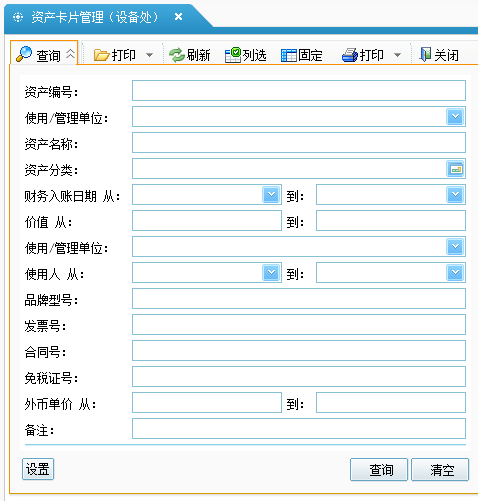 资产卡片管理（设备处）
查询 打印 刷新 列选 固定 打印 关闭
资产编号：
使用/管理单位：
资产名称：
资产分类：
财务入账日期 从： 到：
价值 从： 到：
使用/管理单位：
使用人 从： 到：
品牌型号：
发票号：
合同号：
免税证号：
外币单价 从： 到：
备注：
设置 查询 清空